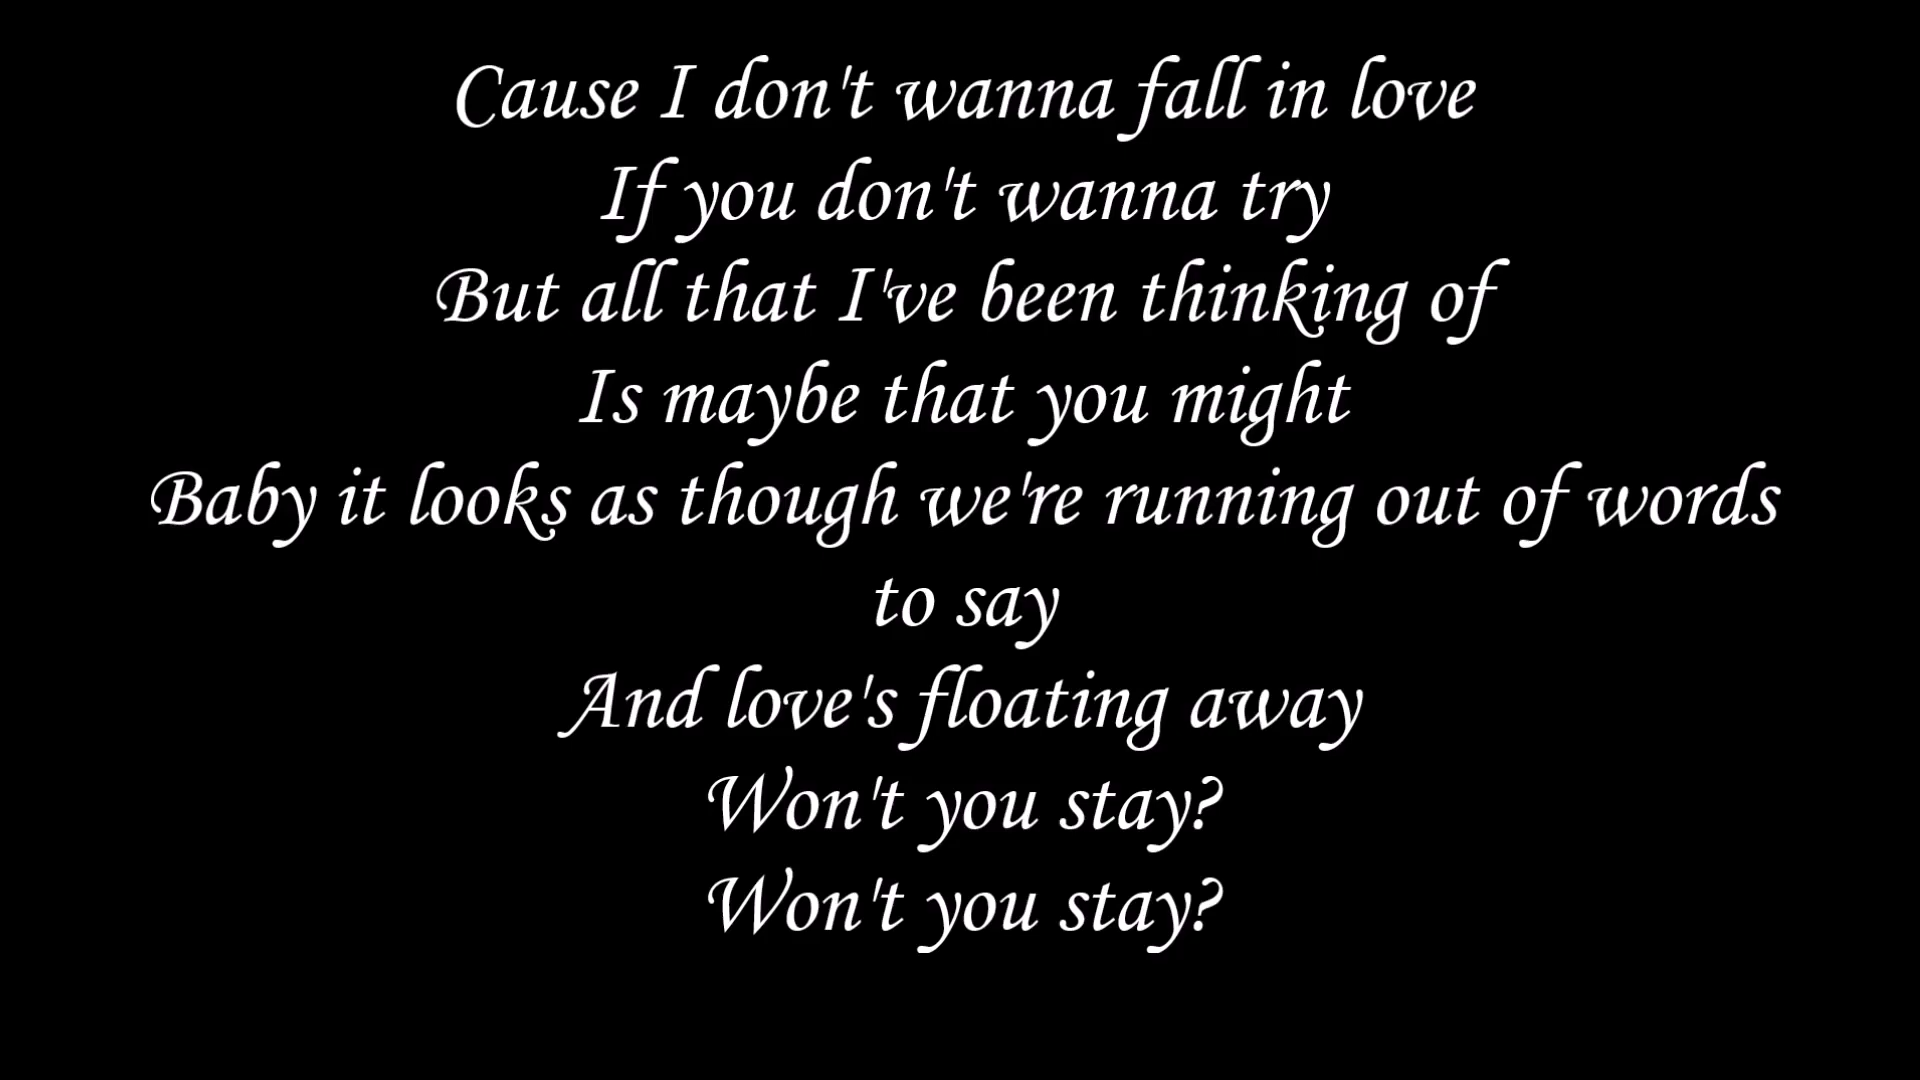 Cause I don't wanna fall in love
If you don't wanna try
But all that I've been thinking of
Is maybe that you might
Baby it looks as though we're running out of words
to say
And love's floating away
Won't you stay?
Won't you stay?